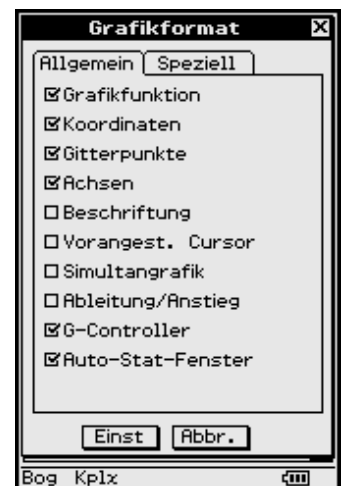 Grafikformat
Allgemein Speziell
Grafikfunktion
Koordinaten
Gitterpunkte
Achsen
Beschriftung
Vorangest. Cursor
Simultangrafik
Ableitung/Anstieg
G-Controller
Auto-Stat-Fenster
Einst Abbr.
Bog Kplx